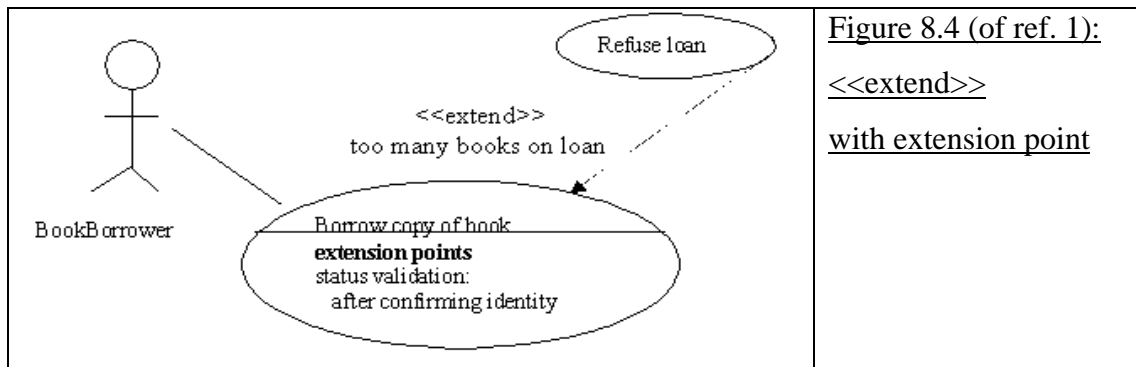 Refuse loan
<<extend>>
too many books on loan
BookBorrower
Borrow copy of book
extension points
status validation:
after confirming identity
Figure 8.4 (of ref. 1):
<<extend>>
with extension point